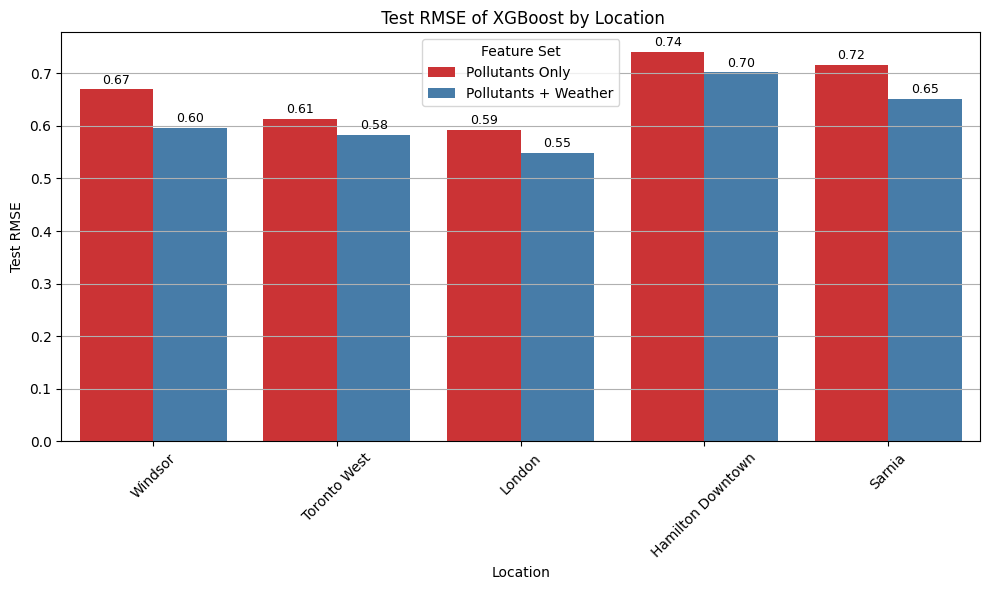 Test RMSE of XGBoost by Location
Feature Set
Pollutants Only
Pollutants + Weather
Test RMSE
0.7
0.6
0.5
0.4
0.3
0.2
0.1
0.0
0.67
0.60
0.61
0.58
0.59
0.55
0.74
0.70
0.72
0.65
Windsor
Toronto West
London
Hamilton Downtown
Sarnia
Location